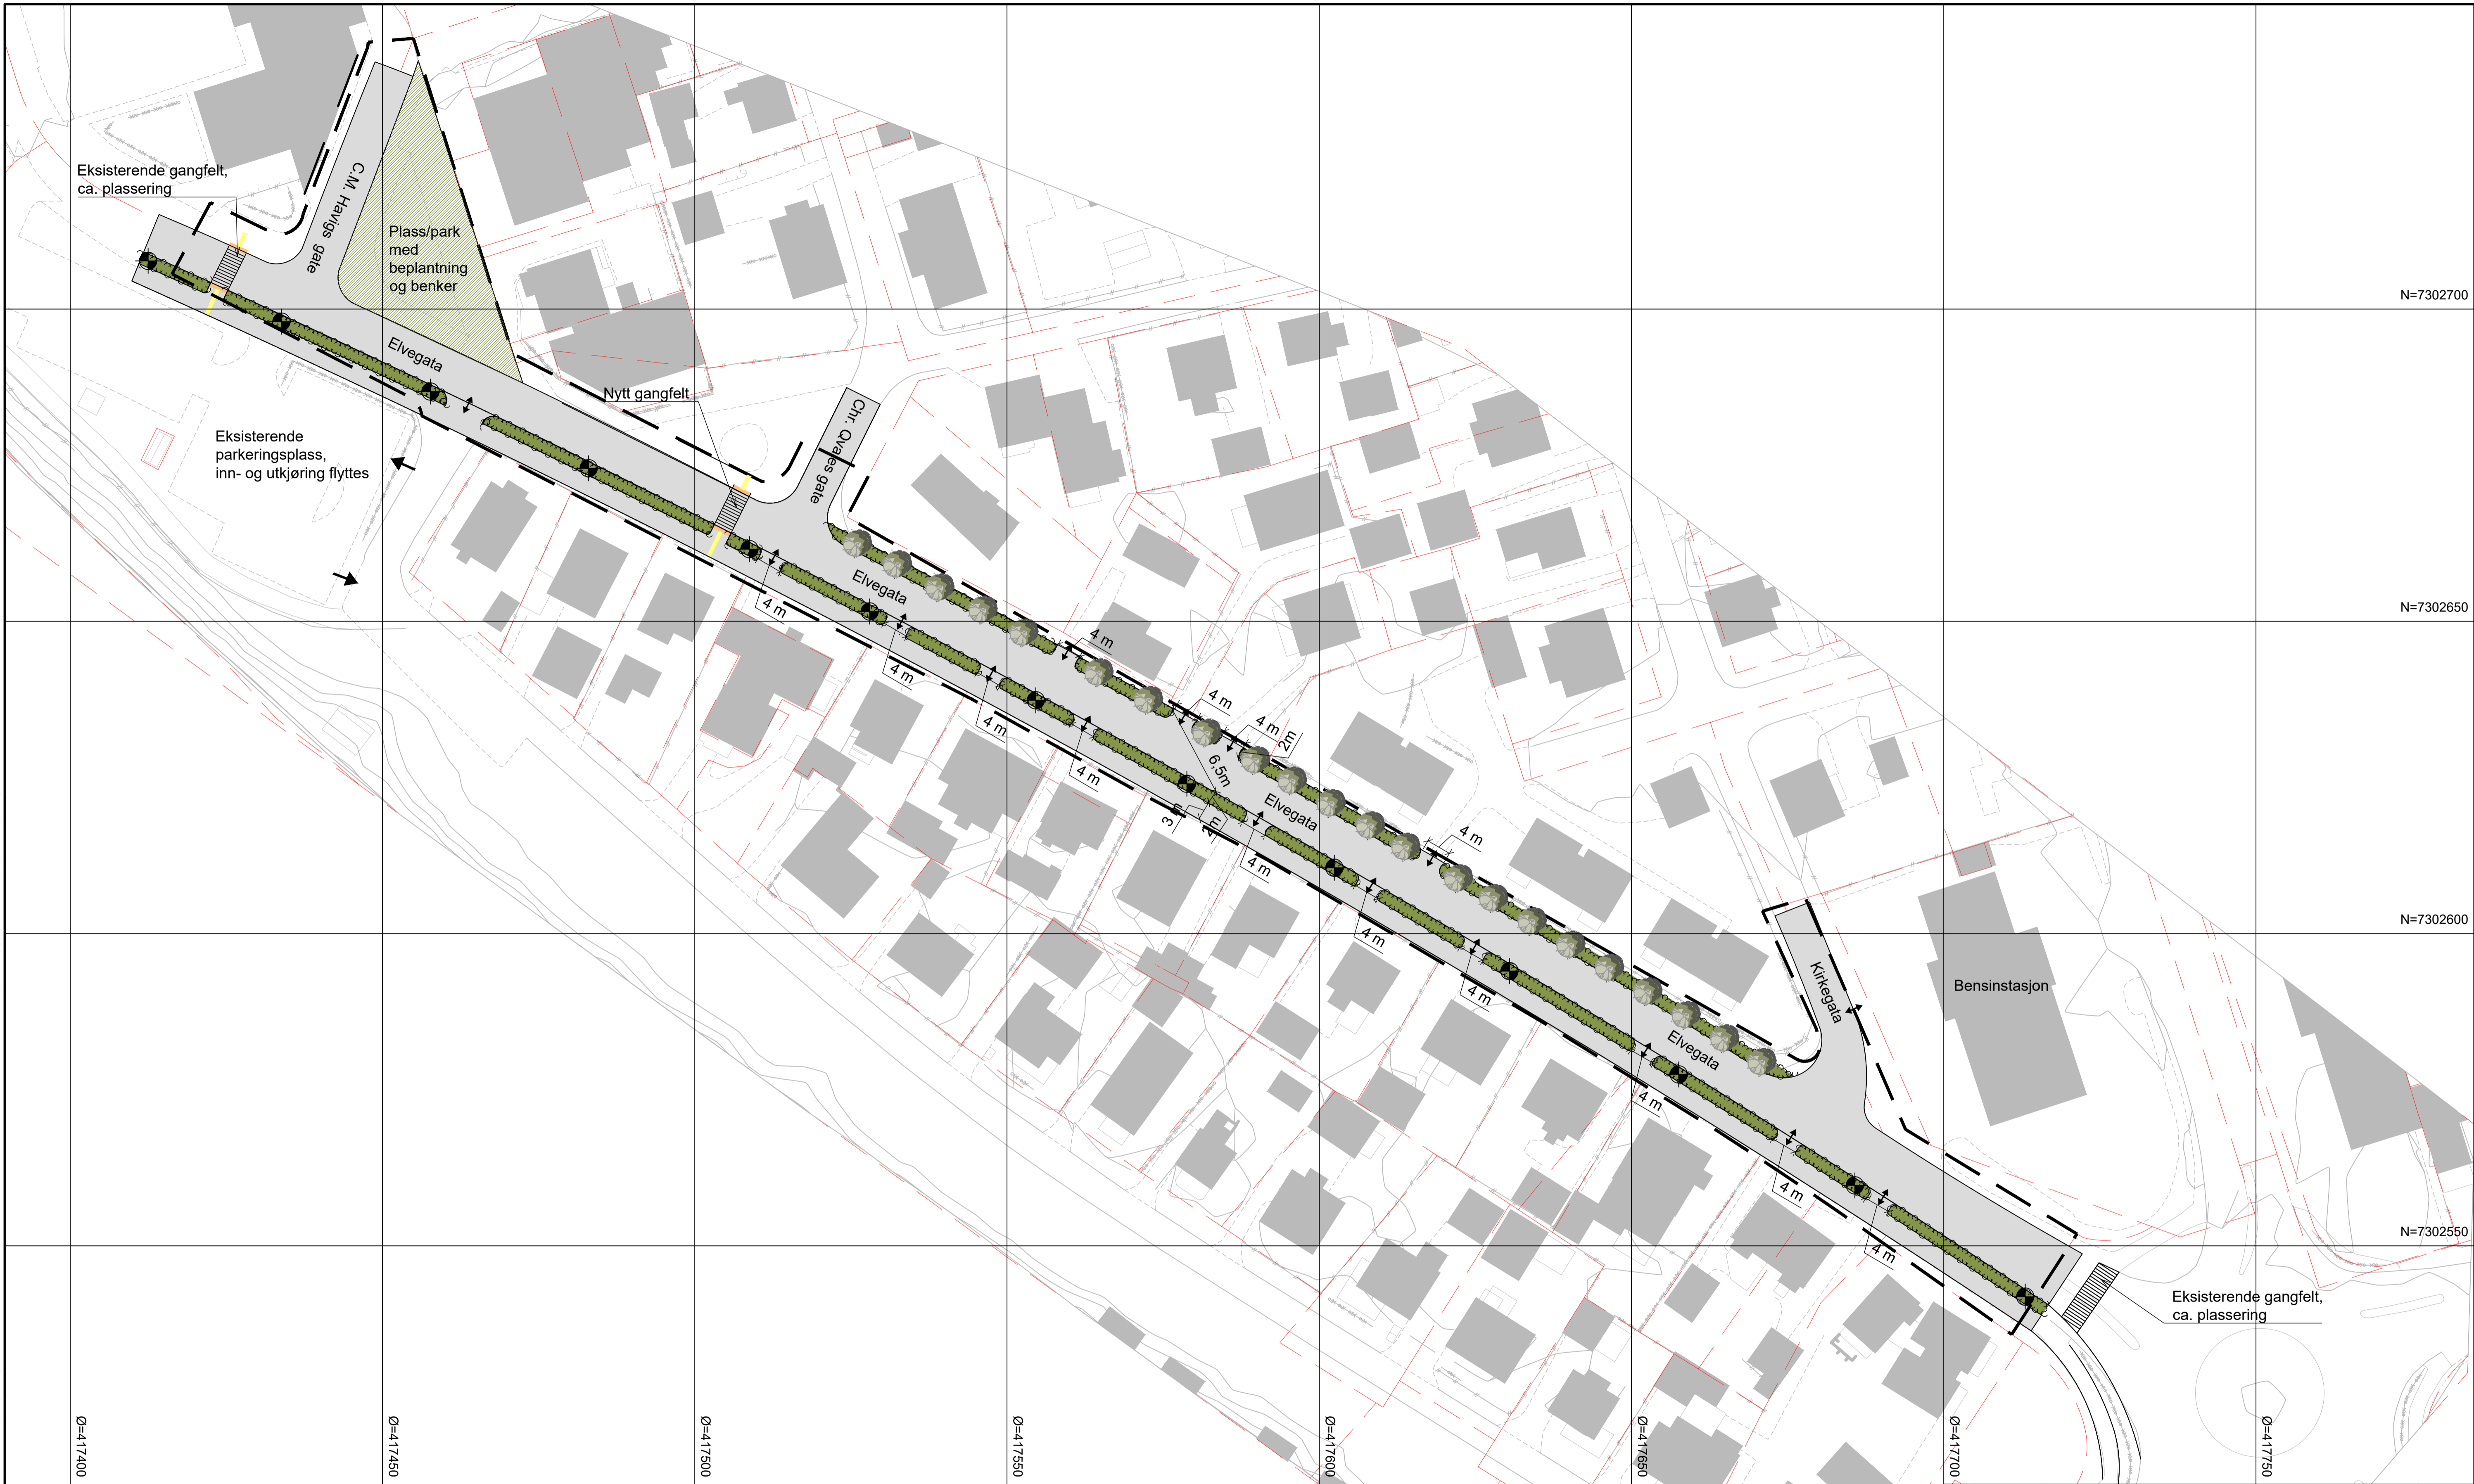 Eksisterende gangfelt,
ca. plassering
C.M. Havigs gate
Plass/park
med
beplantning
og benker
N=7302700
Elvegata
Nytt gangfelt
Chr. Qvales gate
Eksisterende
parkeringsplass,
inn- og utkjøring flyttes
Elvegata
4 m
N=7302650
4 m
4 m
4 m
4 m
4 m
2m
6,5m
4 m
Elvegata
3 m
2m
4 m
4 m
4 m
N=7302600
Kirkegata
Bensinstasjon
4 m
Elvegata
4 m
4 m
N=7302550
4 m
Eksisterende gangfelt,
ca. plassering
Ø=417400
Ø=417450
Ø=417500
Ø=417550
Ø=417600
Ø=417650
Ø=417700
Ø=417750